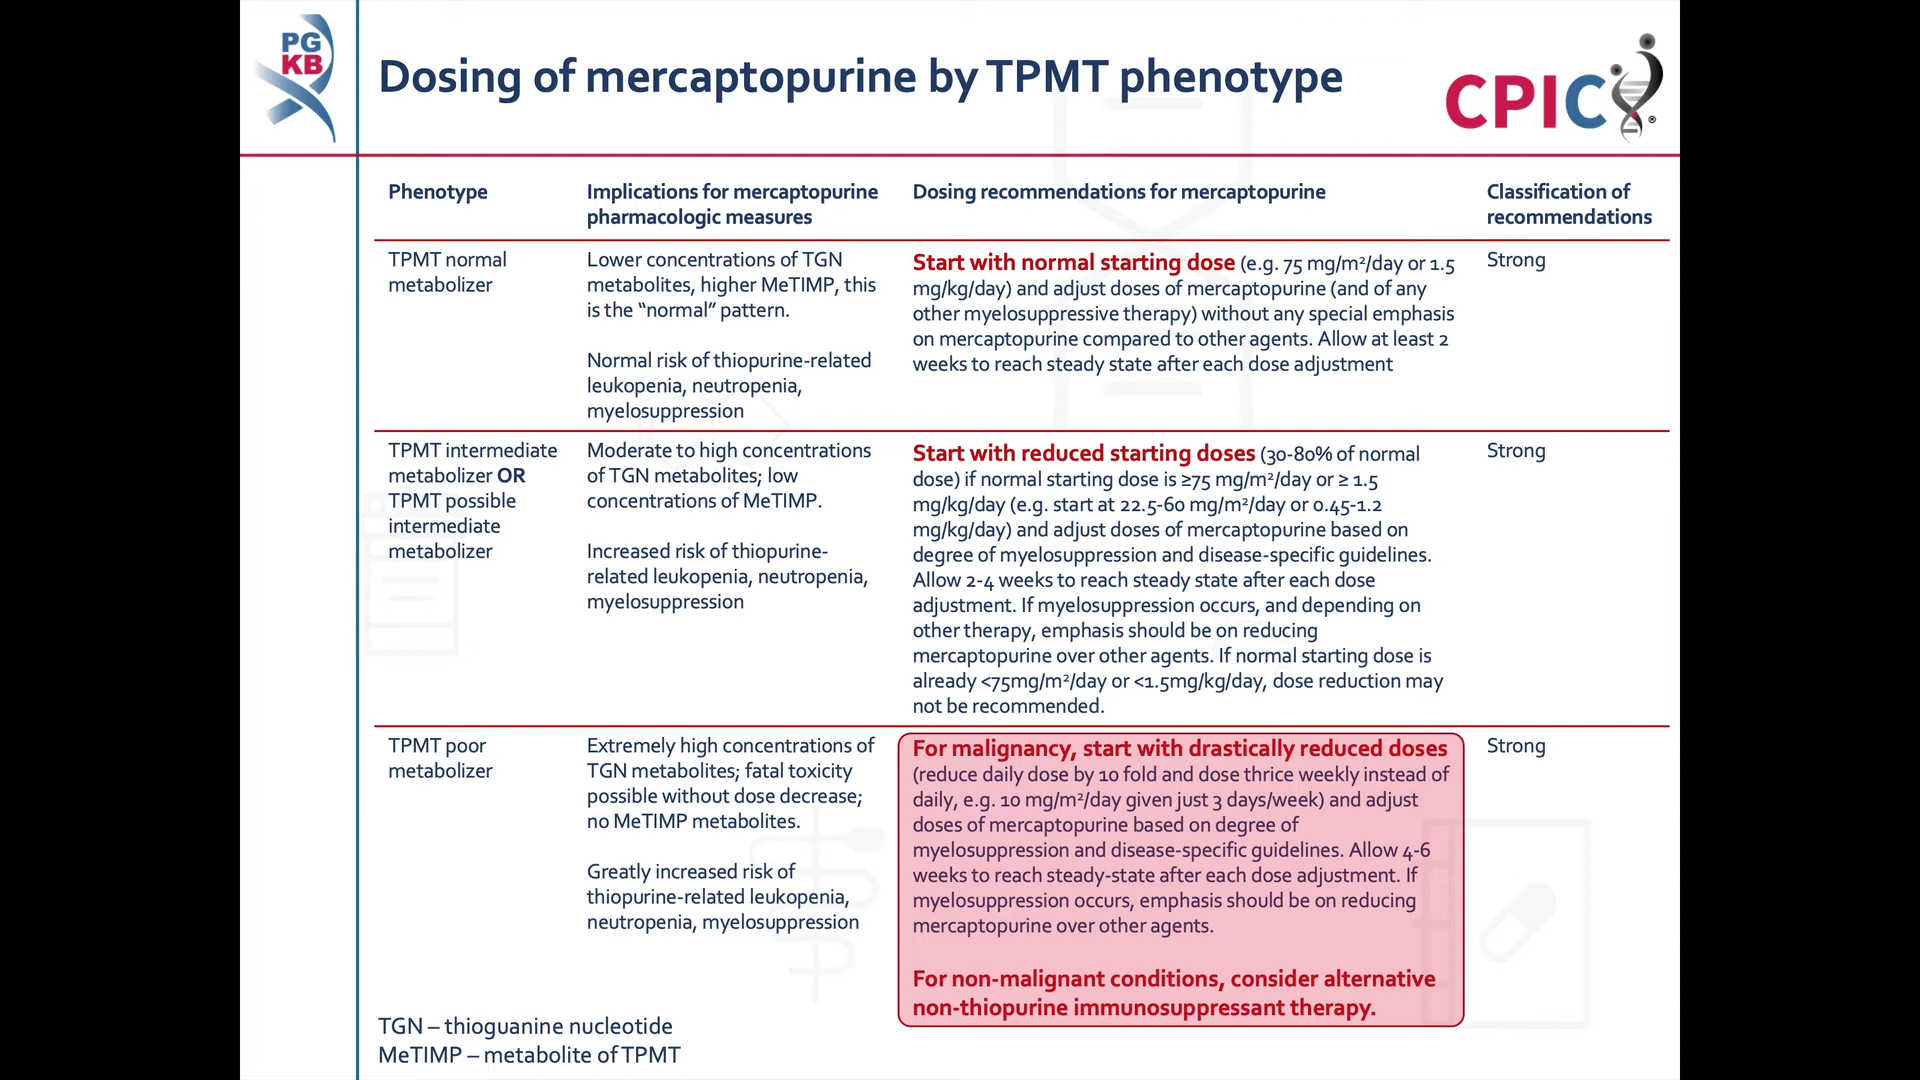 PG
KB
Dosing of mercaptopurine by TPMT phenotype
CPIC®
Phenotype
Implications for mercaptopurine
pharmacologic measures
Dosing recommendations for mercaptopurine
Classification of
recommendations
TPMT normal
metabolizer
Lower concentrations of TGN
metabolites, higher MeTIMP, this
is the “normal” pattern.
Normal risk of thiopurine-related
leukopenia, neutropenia,
myelosuppression
Start with normal starting dose (e.g. 75 mg/m²/day or 1.5
mg/kg/day) and adjust doses of mercaptopurine (and of any
other myelosuppressive therapy) without any special emphasis
on mercaptopurine compared to other agents. Allow at least 2
weeks to reach steady state after each dose adjustment
Strong
TPMT intermediate
metabolizer OR
TPMT possible
intermediate
metabolizer
Moderate to high concentrations
of TGN metabolites; low
concentrations of MeTIMP.
Increased risk of thiopurine-
related leukopenia, neutropenia,
myelosuppression
Start with reduced starting doses (30-80% of normal
dose) if normal starting dose is ≥75 mg/m²/day or ≥ 1.5
mg/kg/day (e.g. start at 22.5-60 mg/m²/day or 0.45-1.2
mg/kg/day) and adjust doses of mercaptopurine based on
degree of myelosuppression and disease-specific guidelines.
Allow 2-4 weeks to reach steady state after each dose
adjustment. If myelosuppression occurs, and depending on
other therapy, emphasis should be on reducing
mercaptopurine over other agents. If normal starting dose is
already <75mg/m²/day or <1.5mg/kg/day, dose reduction may
not be recommended.
Strong
TPMT poor
metabolizer
Extremely high concentrations of
TGN metabolites; fatal toxicity
possible without dose decrease;
no MeTIMP metabolites.
Greatly increased risk of
thiopurine-related leukopenia,
neutropenia, myelosuppression
For malignancy, start with drastically reduced doses
(reduce daily dose by 10 fold and dose thrice weekly instead of
daily, e.g. 10 mg/m²/day given just 3 days/week) and adjust
doses of mercaptopurine based on degree of
myelosuppression and disease-specific guidelines. Allow 4-6
weeks to reach steady-state after each dose adjustment. If
myelosuppression occurs, emphasis should be on reducing
mercaptopurine over other agents.
For non-malignant conditions, consider alternative
non-thiopurine immunosuppressant therapy.
Strong
TGN – thioguanine nucleotide
MeTIMP – metabolite of TPMT